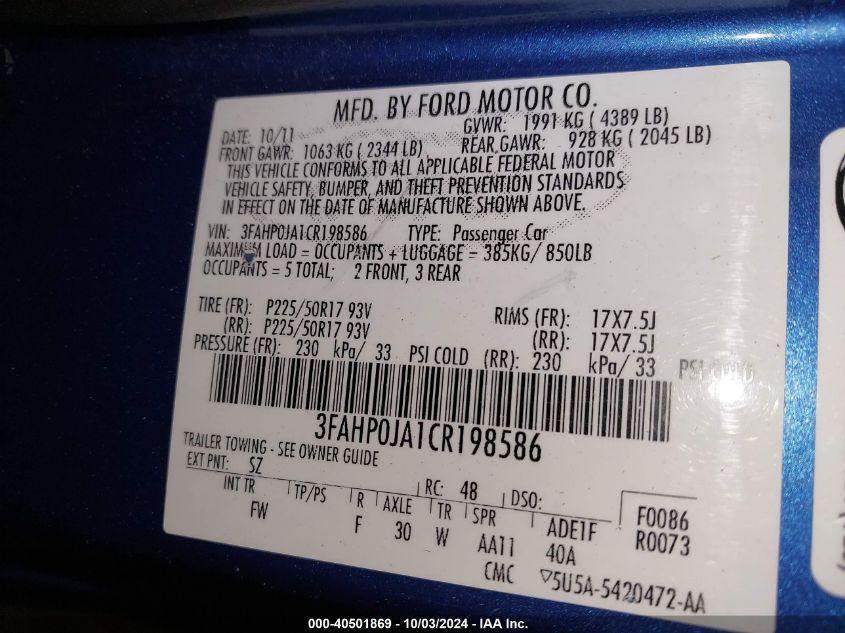 MFD. BY FORD MOTOR CO.
DATE: 10/11 GVWR: 1991 KG ( 4389 LB)
FRONT GAWR: 1063 KG ( 2344 LB) REAR GAWR: 928 KG ( 2045 LB)
THIS VEHICLE CONFORMS TO ALL APPLICABLE FEDERAL MOTOR
VEHICLE SAFETY, BUMPER, AND THEFT PREVENTION STANDARDS
IN EFFECT ON THE DATE OF MANUFACTURE SHOWN ABOVE.
VIN: 3FAHP0JA1CR198586 TYPE: Passenger Car
MAXIMUM LOAD = OCCUPANTS + LUGGAGE = 385KG/ 850LB
OCCUPANTS = 5 TOTAL; 2 FRONT, 3 REAR
TIRE (FR): P225/50R17 93V RIMS (FR): 17X7.5J
(RR): P225/50R17 93V (RR): 17X7.5J
PRESSURE (FR): 230 kPa/ 33 PSI COLD (RR): 230 kPa/ 33 PSI COLD
3FAHP0JA1CR198586
TRAILER TOWING - SEE OWNER GUIDE
EXT PNT: SZ RC: 48 DSO: F0086
INT TR TP/PS R AXLE TR SPR ADE1F R0073
FW F 30 W AA11 40A
CMC 5U5A-5420472-AA
000-40501869 - 10/03/2024 - IAA Inc.